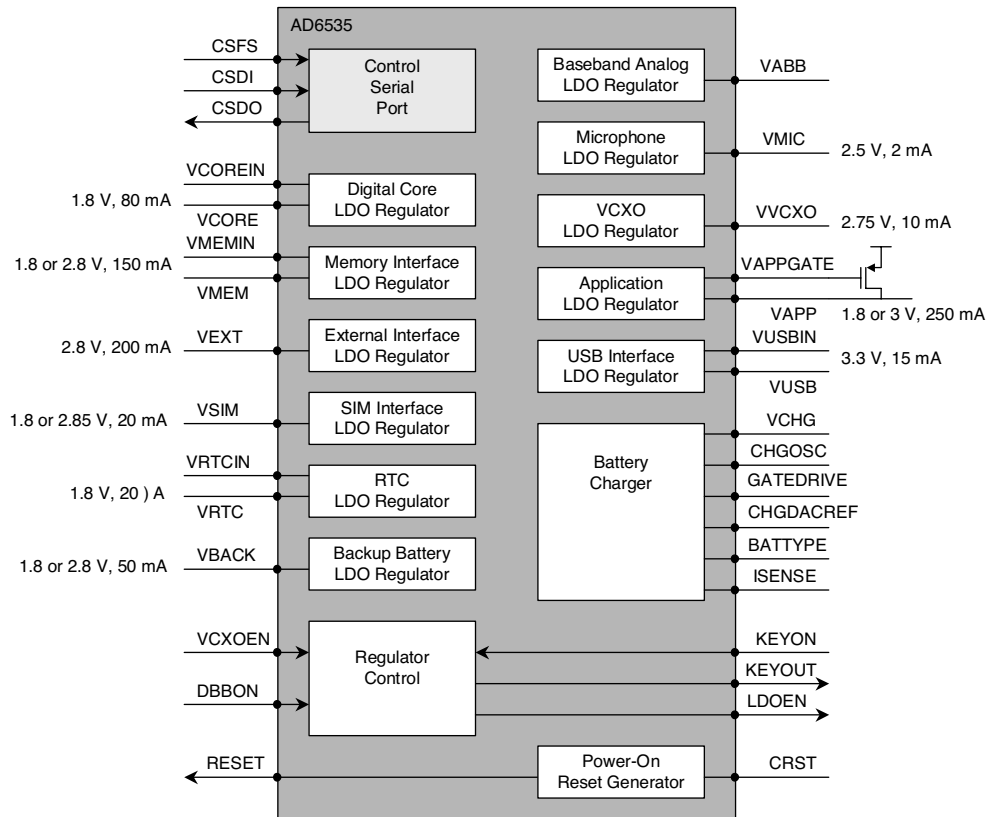 AD6535
CSFS
CSDI
CSDO
Control
Serial
Port
VCOREIN
1.8 V, 80 mA
VCORE
Digital Core
LDO Regulator
VMEMIN
1.8 or 2.8 V, 150 mA
VMEM
Memory Interface
LDO Regulator
2.8 V, 200 mA
VEXT
External Interface
LDO Regulator
1.8 or 2.85 V, 20 mA
VSIM
SIM Interface
LDO Regulator
VRTCIN
1.8 V, 20 ) A
VRTC
RTC
LDO Regulator
1.8 or 2.8 V, 50 mA
VBACK
Backup Battery
LDO Regulator
VCXOEN
DBBON
Regulator
Control
RESET
Baseband Analog
LDO Regulator
VABB
Microphone
LDO Regulator
VMIC
2.5 V, 2 mA
VCXO
LDO Regulator
VVCXO
2.75 V, 10 mA
Application
LDO Regulator
VAPPGATE
VAPP
1.8 or 3 V, 250 mA
USB Interface
LDO Regulator
VUSBIN
3.3 V, 15 mA
VUSB
Battery
Charger
VCHG
CHGOSC
GATEDRIVE
CHGDACREF
BATTYPE
ISENSE
KEYON
KEYOUT
LDOEN
Power-On
Reset Generator
CRST